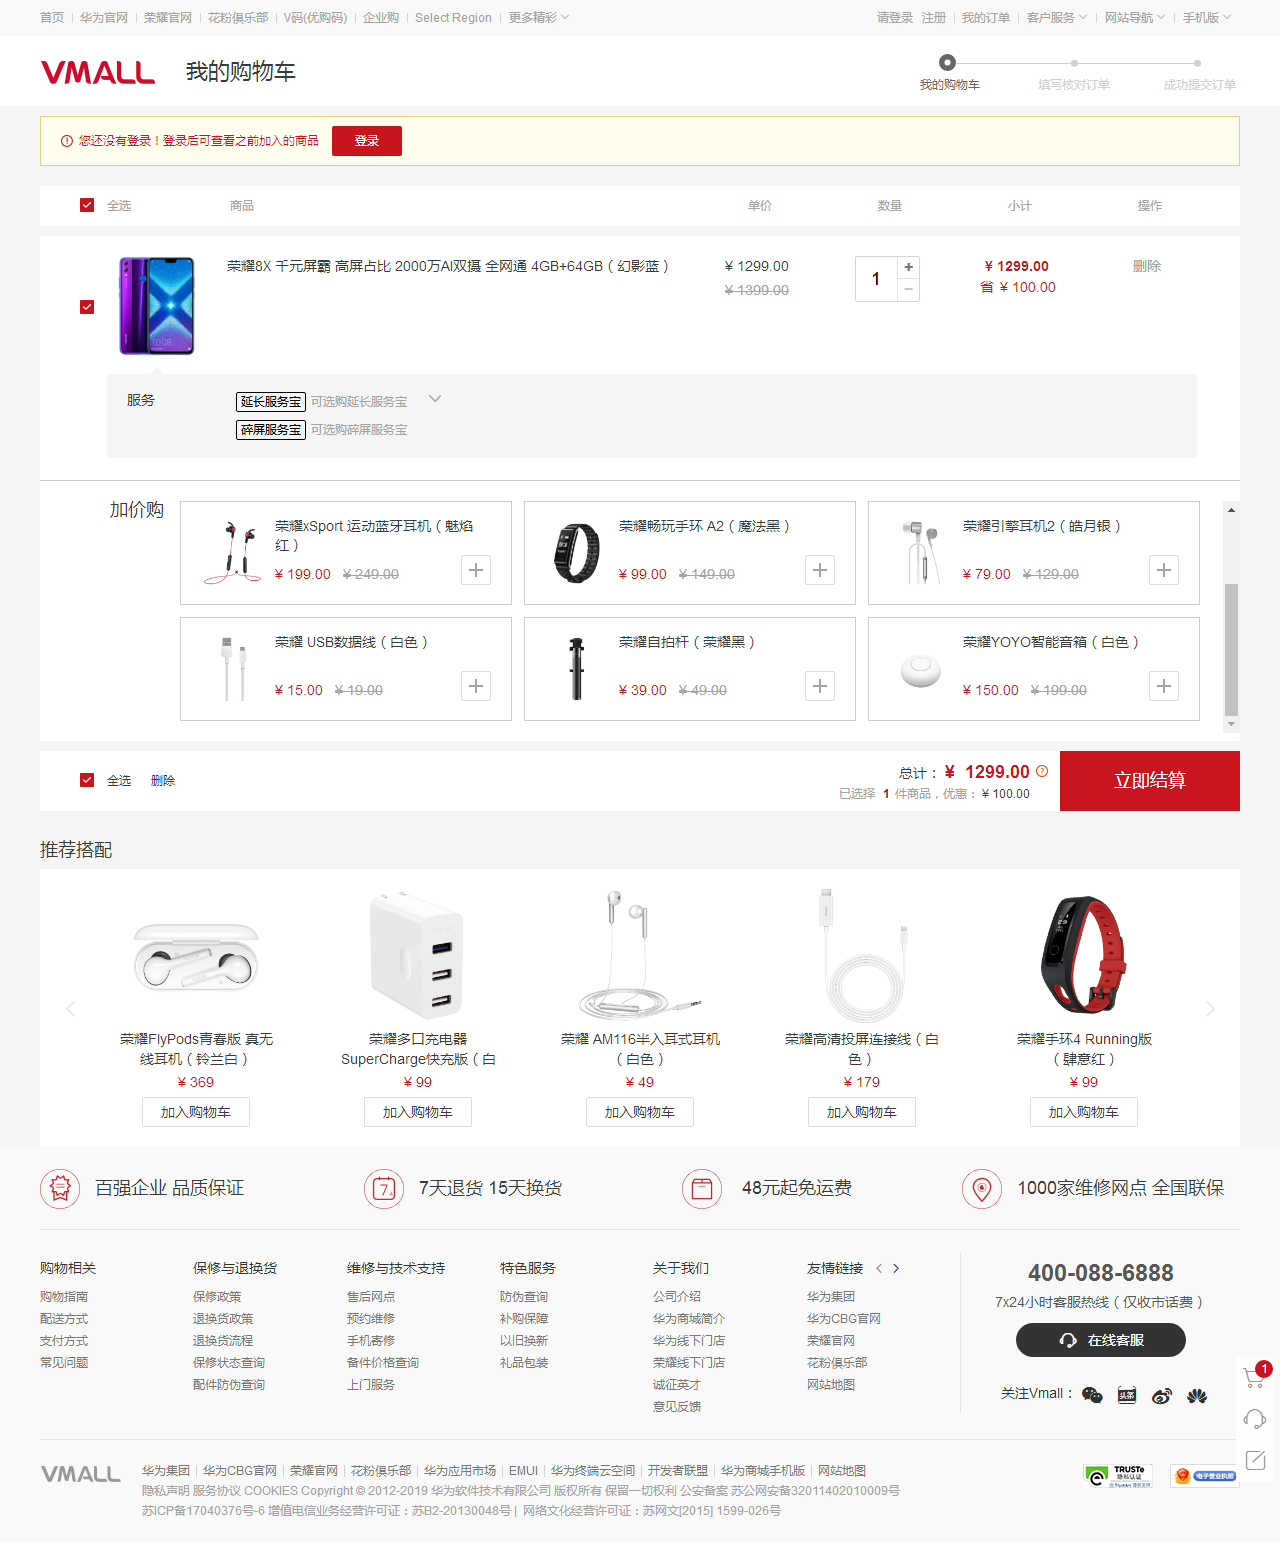 首页 华为官网 荣耀官网 花粉俱乐部 V码(优购码) 企业购 Select Region 更多精彩
请登录 注册 我的订单 客户服务 网站导航 手机版
VMALL 我的购物车
我的购物车 填写核对订单 成功提交订单
您还没有登录！登录后可查看之前加入的商品 登录
全选 商品 单价 数量 小计 操作
荣耀8X 千元屏霸 高屏占比 2000万AI双摄 全网通 4GB+64GB（幻影蓝） ¥ 1299.00 1 + ¥ 1299.00 删除
¥ 1399.00 − 省 ¥ 100.00
服务 延长服务宝 可选购延长服务宝
碎屏服务宝 可选购碎屏服务宝
加价购
荣耀xSport 运动蓝牙耳机（魅焰
红）
¥ 199.00 ¥ 249.00
荣耀畅玩手环 A2（魔法黑）
¥ 99.00 ¥ 149.00
荣耀引擎耳机2（皓月银）
¥ 79.00 ¥ 129.00
荣耀 USB数据线（白色）
¥ 15.00 ¥ 19.00
荣耀自拍杆（荣耀黑）
¥ 39.00 ¥ 49.00
荣耀YOYO智能音箱（白色）
¥ 150.00 ¥ 199.00
全选 删除
总计：¥ 1299.00
已选择 1 件商品，优惠：¥ 100.00
立即结算
推荐搭配
荣耀FlyPods青春版 真无
线耳机（铃兰白）
¥ 369
加入购物车
荣耀多口充电器
SuperCharge快充版（白
¥ 99
加入购物车
荣耀 AM116半入耳式耳机
（白色）
¥ 49
加入购物车
荣耀高清投屏连接线（白
色）
¥ 179
加入购物车
荣耀手环4 Running版
（肆意红）
¥ 99
加入购物车
百强企业 品质保证
7天退货 15天换货
48元起免运费
1000家维修网点 全国联保
购物相关
购物指南
配送方式
支付方式
常见问题
保修与退换货
保修政策
退换货政策
退换货流程
保修状态查询
配件防伪查询
维修与技术支持
售后网点
预约维修
手机寄修
备件价格查询
上门服务
特色服务
防伪查询
补购保障
以旧换新
礼品包装
关于我们
公司介绍
华为商城简介
华为线下门店
荣耀线下门店
诚征英才
意见反馈
友情链接
华为集团
华为CBG官网
荣耀官网
花粉俱乐部
网站地图
400-088-6888
7x24小时客服热线（仅收市话费）
在线客服
关注Vmall：
头条
1
VMALL
华为集团 华为CBG官网 荣耀官网 花粉俱乐部 华为应用市场 EMUI 华为终端云空间 开发者联盟 华为商城手机版 网站地图
隐私声明 服务协议 COOKIES Copyright © 2012-2019 华为软件技术有限公司 版权所有 保留一切权利 公安备案 苏公网安备32011402010009号
苏ICP备17040376号-6 增值电信业务经营许可证：苏B2-20130048号 | 网络文化经营许可证：苏网文[2015] 1599-026号
TRUSTe
隐私认证
电子营业执照